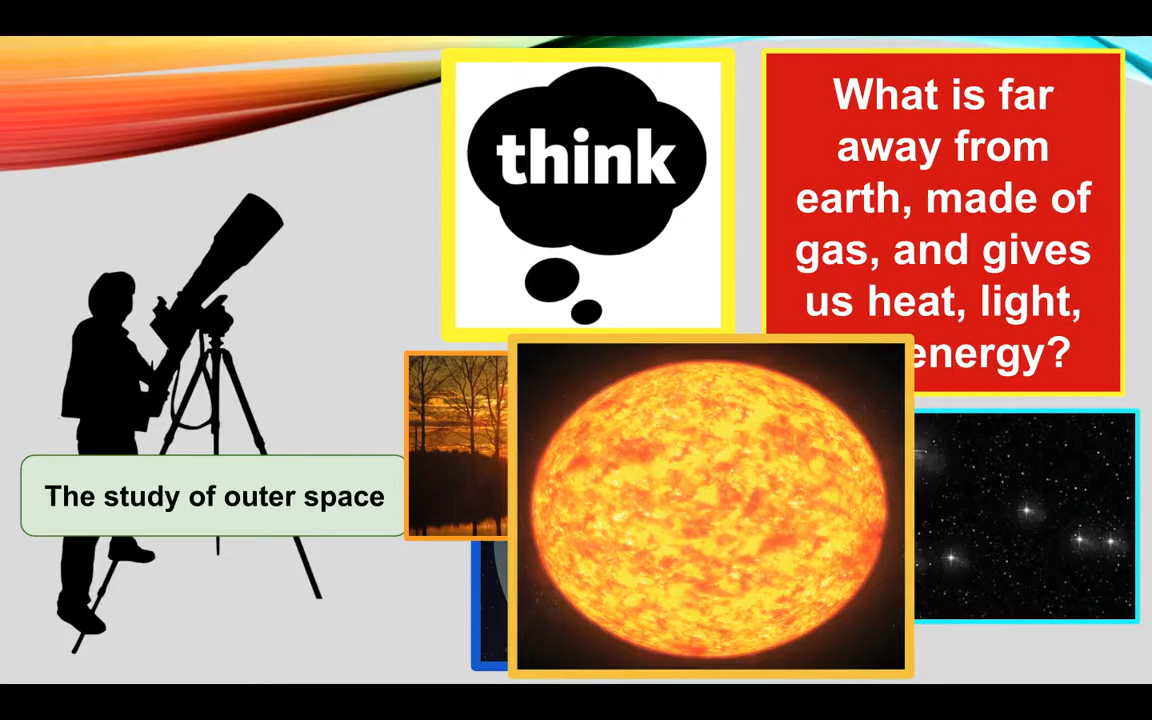 think
What is far
away from
earth, made of
gas, and gives
us heat, light,
energy?
The study of outer space